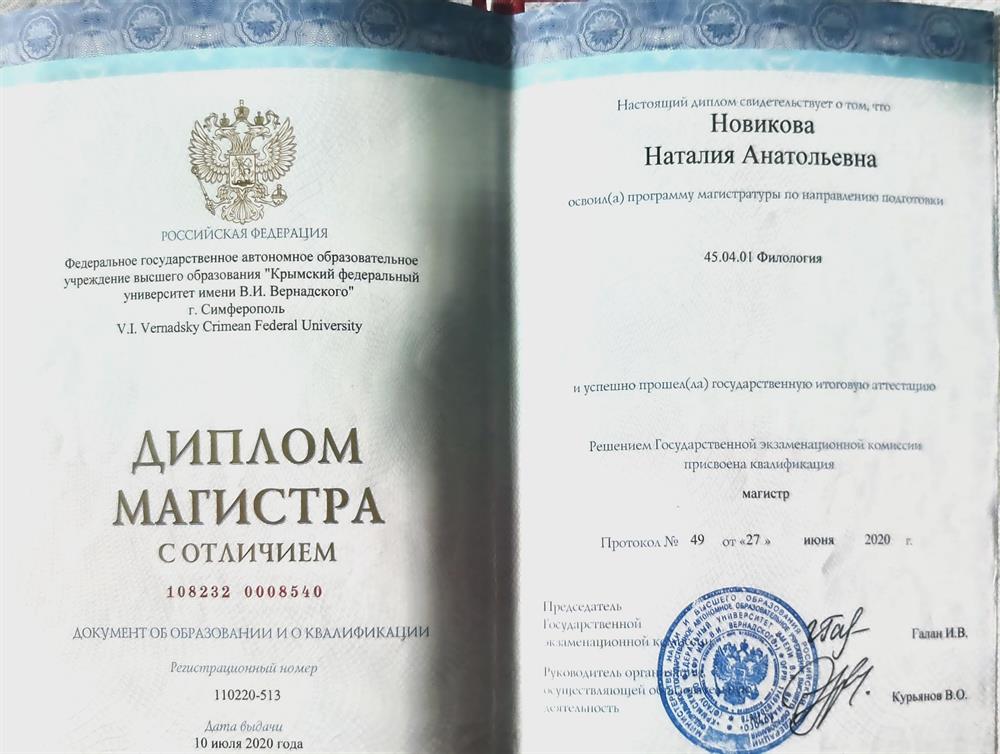 РОССИЙСКАЯ ФЕДЕРАЦИЯ
Федеральное государственное автономное образовательное
учреждение высшего образования "Крымский федеральный
университет имени В.И. Вернадского"
г. Симферополь
V.I. Vernadsky Crimean Federal University
ДИПЛОМ
МАГИСТРА
С ОТЛИЧИЕМ
108232 0008540
ДОКУМЕНТ ОБ ОБРАЗОВАНИИ И О КВАЛИФИКАЦИИ
Регистрационный номер
110220-513
Дата выдачи
10 июля 2020 года
Настоящий диплом свидетельствует о том, что
Новикова
Наталия Анатольевна
освоил(а) программу магистратуры по направлению подготовки
45.04.01 Филология
и успешно прошел(ла) государственную итоговую аттестацию
Решением Государственной экзаменационной комиссии
присвоена квалификация
магистр
Протокол № 49 от «27 » июня 2020 г.
Председатель
Государственной
экзаменационной
Галан И.В.
Руководитель
осуществляющей
деятельность
Курьянов В.О.